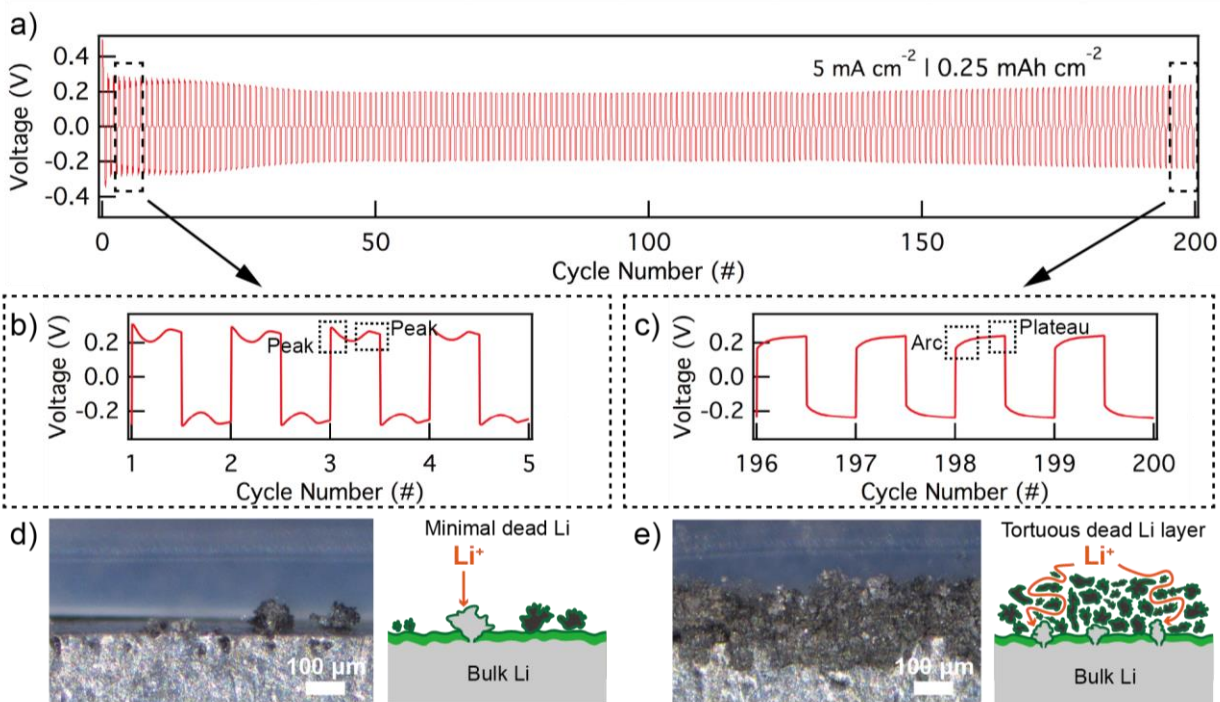 a)
Voltage (V)
0.4
0.2
0.0
-0.2
-0.4
5 mA cm-2 | 0.25 mAh cm-2
0
50
100
150
200
Cycle Number (#)
b)
Voltage (V)
0.2
0.0
-0.2
Peak
Peak
1
2
3
4
5
Cycle Number (#)
c)
Voltage (V)
0.2
0.0
-0.2
Arc
Plateau
196
197
198
199
200
Cycle Number (#)
d)
100 µm
Minimal dead Li
Li+
Bulk Li
e)
100 µm
Tortuous dead Li layer
Li+
Bulk Li